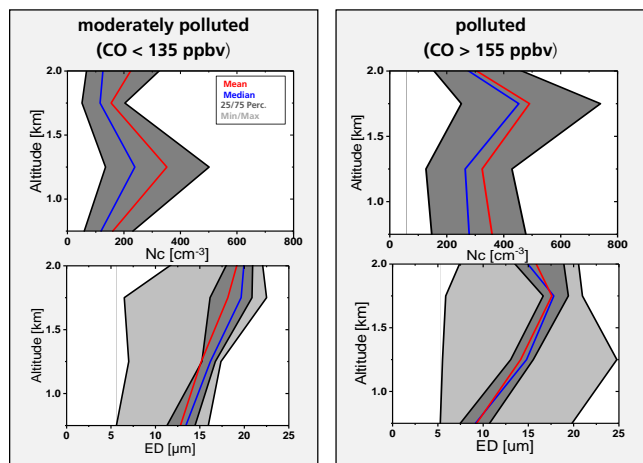 moderately polluted
(CO < 135 ppbv)
2.0
1.5
1.0
Altitude [km]
Mean
Median
25/75 Perc.
Min/Max
0 200 400 600 800
Nc [cm-3]
2.0
1.5
1.0
Altitude [km]
0 5 10 15 20 25
ED [µm]
polluted
(CO > 155 ppbv)
2.0
1.5
1.0
Altitude [km]
0 200 400 600 800
Nc [cm-3]
2.0
1.5
1.0
Altitude [km]
0 5 10 15 20 25
ED [um]